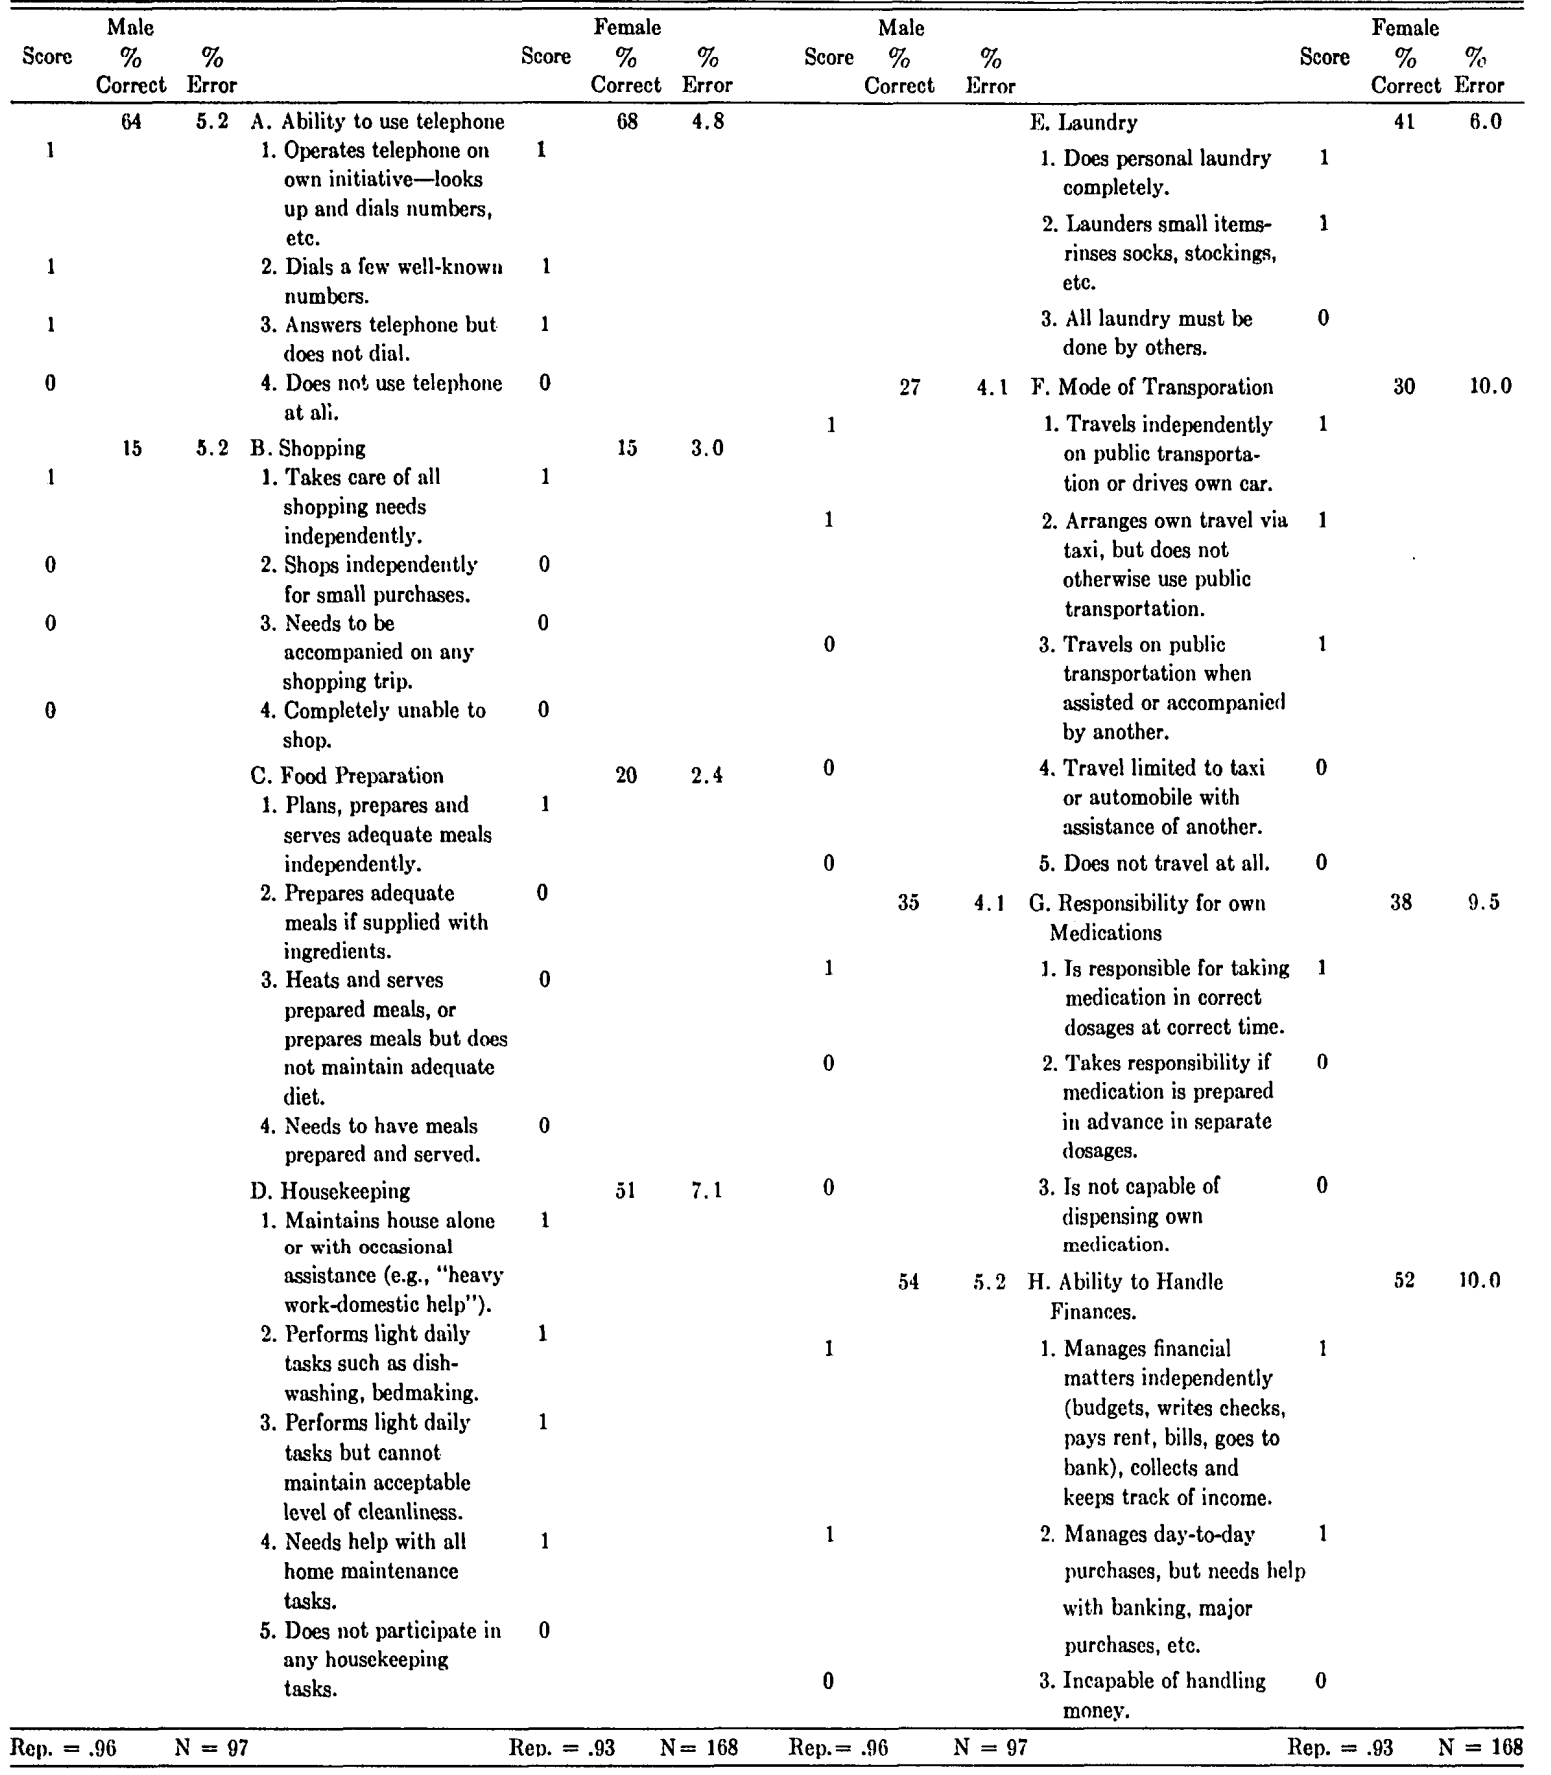 Male Female Male Female
Score % % Score % % Score % % Score % %
Correct Error Correct Error Correct Error Correct Error
64 5.2 A. Ability to use telephone 68 4.8
1 1. Operates telephone on 1
own initiative—looks
up and dials numbers,
etc.
1 2. Dials a few well-known 1
numbers.
1 3. Answers telephone but 1
does not dial.
0 4. Does not use telephone 0
at all.
15 5.2 B. Shopping 15 3.0
1 1. Takes care of all 1
shopping needs
independently.
0 2. Shops independently 0
for small purchases.
0 3. Needs to be 0
accompanied on any
shopping trip.
0 4. Completely unable to 0
shop.
C. Food Preparation 20 2.4
1. Plans, prepares and 1
serves adequate meals
independently.
2. Prepares adequate 0
meals if supplied with
ingredients.
3. Heats and serves 0
prepared meals, or
prepares meals but does
not maintain adequate
diet.
4. Needs to have meals 0
prepared and served.
D. Housekeeping 51 7.1
1. Maintains house alone 1
or with occasional
assistance (e.g., "heavy
work-domestic help").
2. Performs light daily 1
tasks such as dish-
washing, bedmaking.
3. Performs light daily 1
tasks but cannot
maintain acceptable
level of cleanliness.
4. Needs help with all 1
home maintenance
tasks.
5. Does not participate in 0
any housekeeping
tasks.
E. Laundry 41 6.0
1. Does personal laundry 1
completely.
2. Launders small items- 1
rinses socks, stockings,
etc.
3. All laundry must be 0
done by others.
27 4.1 F. Mode of Transporation 30 10.0
1 1. Travels independently 1
on public transporta-
tion or drives own car.
1 2. Arranges own travel via 1
taxi, but does not
otherwise use public
transportation.
0 3. Travels on public 1
transportation when
assisted or accompanied
by another.
0 4. Travel limited to taxi 0
or automobile with
assistance of another.
0 5. Does not travel at all. 0
35 4.1 G. Responsibility for own 38 9.5
Medications
1 1. Is responsible for taking 1
medication in correct
dosages at correct time.
0 2. Takes responsibility if 0
medication is prepared
in advance in separate
dosages.
0 3. Is not capable of 0
dispensing own
medication.
54 5.2 H. Ability to Handle 52 10.0
Finances.
1 1. Manages financial 1
matters independently
(budgets, writes checks,
pays rent, bills, goes to
bank), collects and
keeps track of income.
1 2. Manages day-to-day 1
purchases, but needs help
with banking, major
purchases, etc.
0 3. Incapable of handling 0
money.
Rep. = .96 N = 97 Rep. = .93 N = 168 Rep. = .96 N = 97 Rep. = .93 N = 168